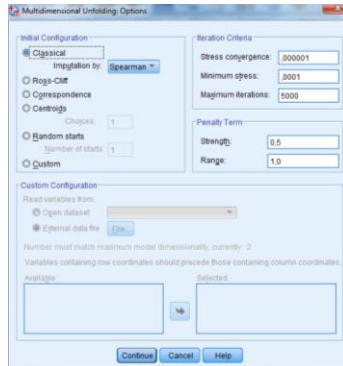 Multidimensional Unfolding: Options
Initial Configuration
Classical
Imputation by: Spearman
Ross-Cliff
Correspondence
Centroids
Choices: 1
Random starts
Number of starts: 1
Custom
Iteration Criteria
Stress convergence: ,000001
Minimum stress: ,0001
Maximum iterations: 5000
Penalty Term
Strength: 0,5
Range: 1,0
Custom Configuration
Read variables from:
Open dataset
External data file File...
Number must match maximum model dimensionality, currently: 2
Variables containing row coordinates should precede those containing column coordinates.
Available: Selected:
Continue Cancel Help